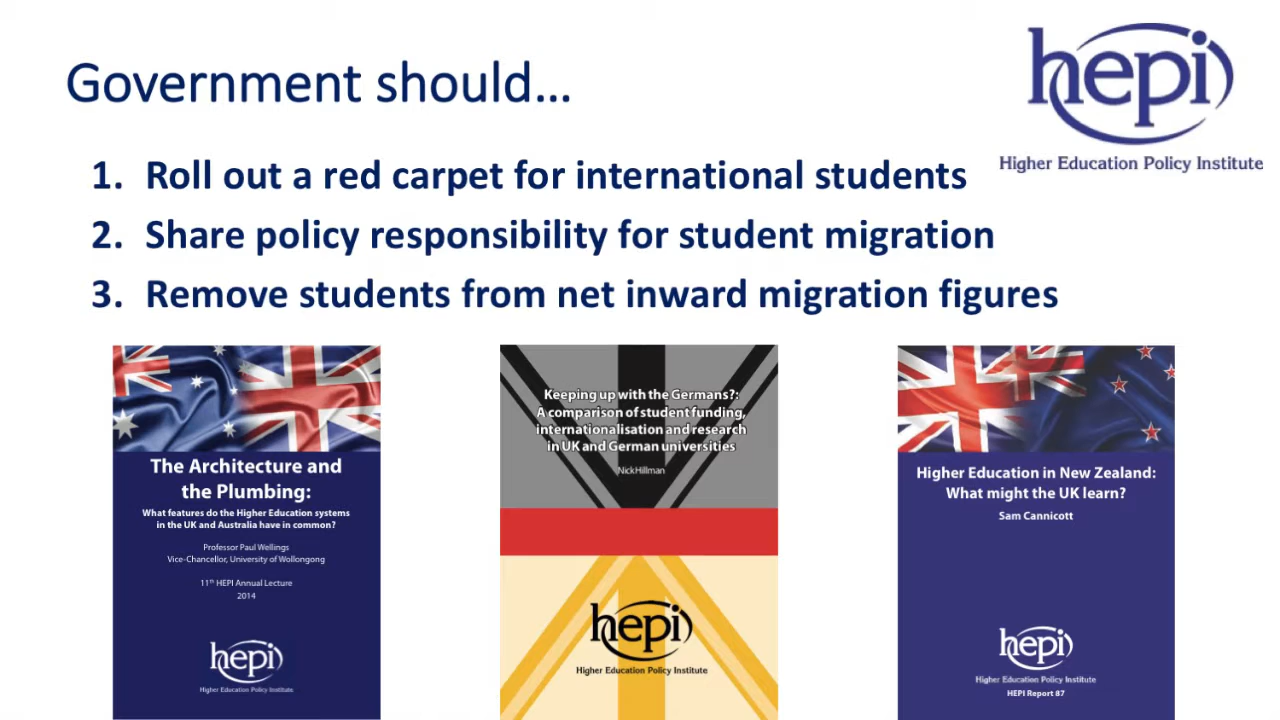 Government should...
hepi
Higher Education Policy Institute
1. Roll out a red carpet for international students
2. Share policy responsibility for student migration
3. Remove students from net inward migration figures
The Architecture and
the Plumbing:
What features do the Higher Education systems
in the UK and Australia have in common?
Professor Paul Wellings
Vice-Chancellor, University of Wollongong
11th HEPI Annual Lecture
2014
hepi
Higher Education Policy Institute
Keeping up with the Germans?:
A comparison of student funding,
internationalisation and research
in UK and German universities
Nick Hillman
hepi
Higher Education Policy Institute
Higher Education in New Zealand:
What might the UK learn?
Sam Cannicott
hepi
Higher Education Policy Institute
HEPI Report 87